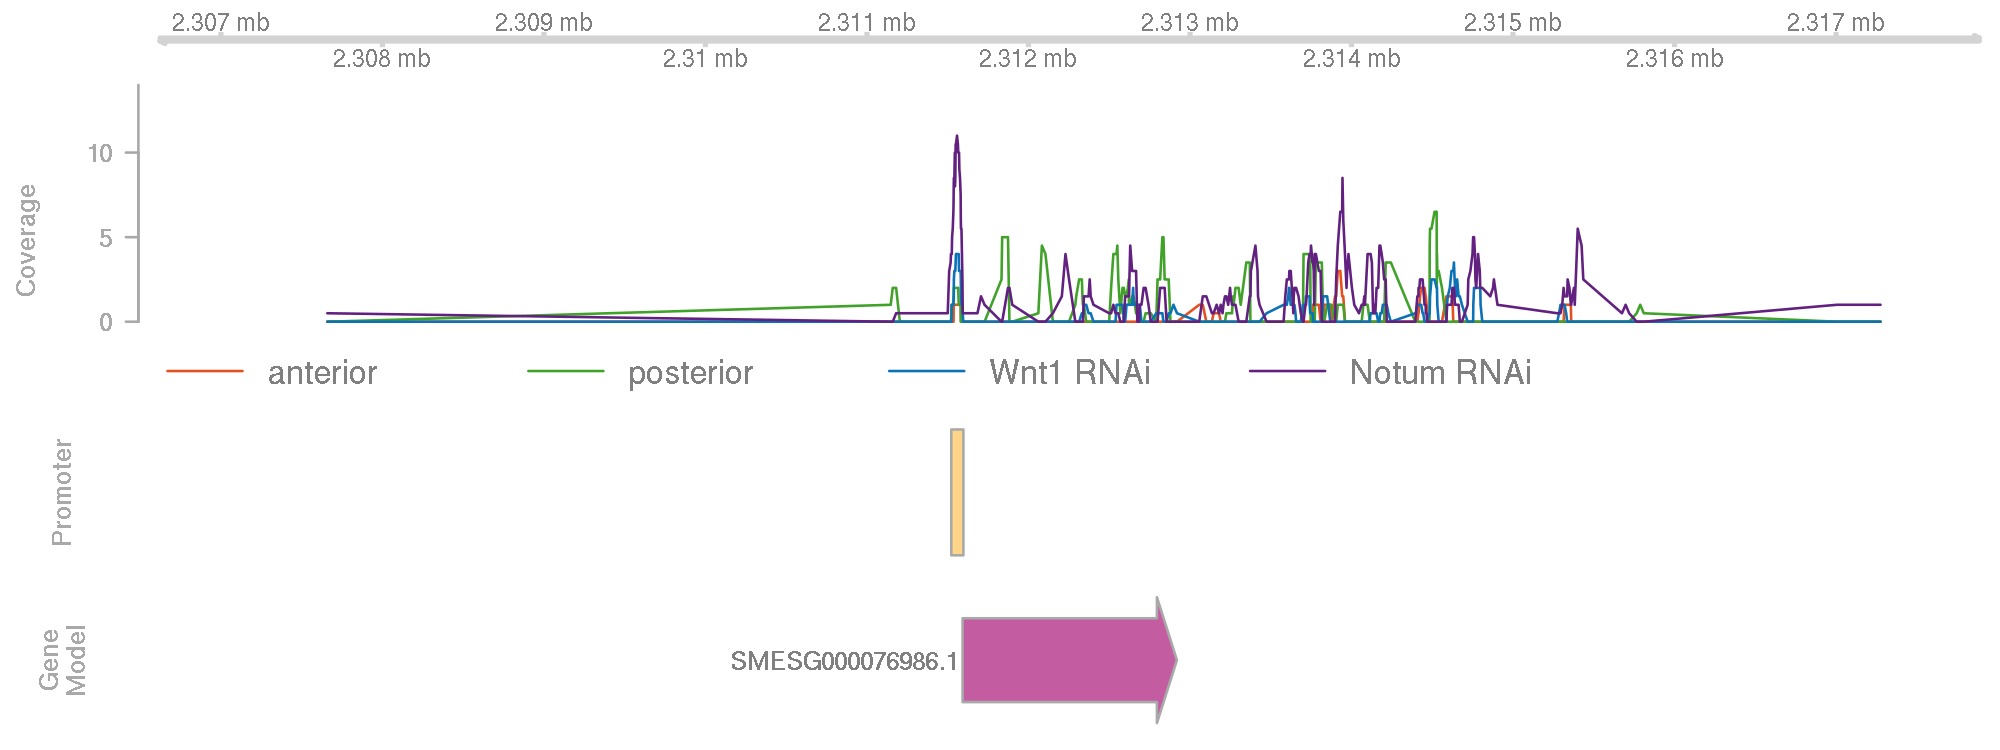 2.307 mb 2.309 mb 2.311 mb 2.313 mb 2.315 mb 2.317 mb
2.308 mb 2.31 mb 2.312 mb 2.314 mb 2.316 mb
Coverage
10
5
0
anterior posterior Wnt1 RNAi Notum RNAi
Promoter
Gene
Model
SMESG000076986.1